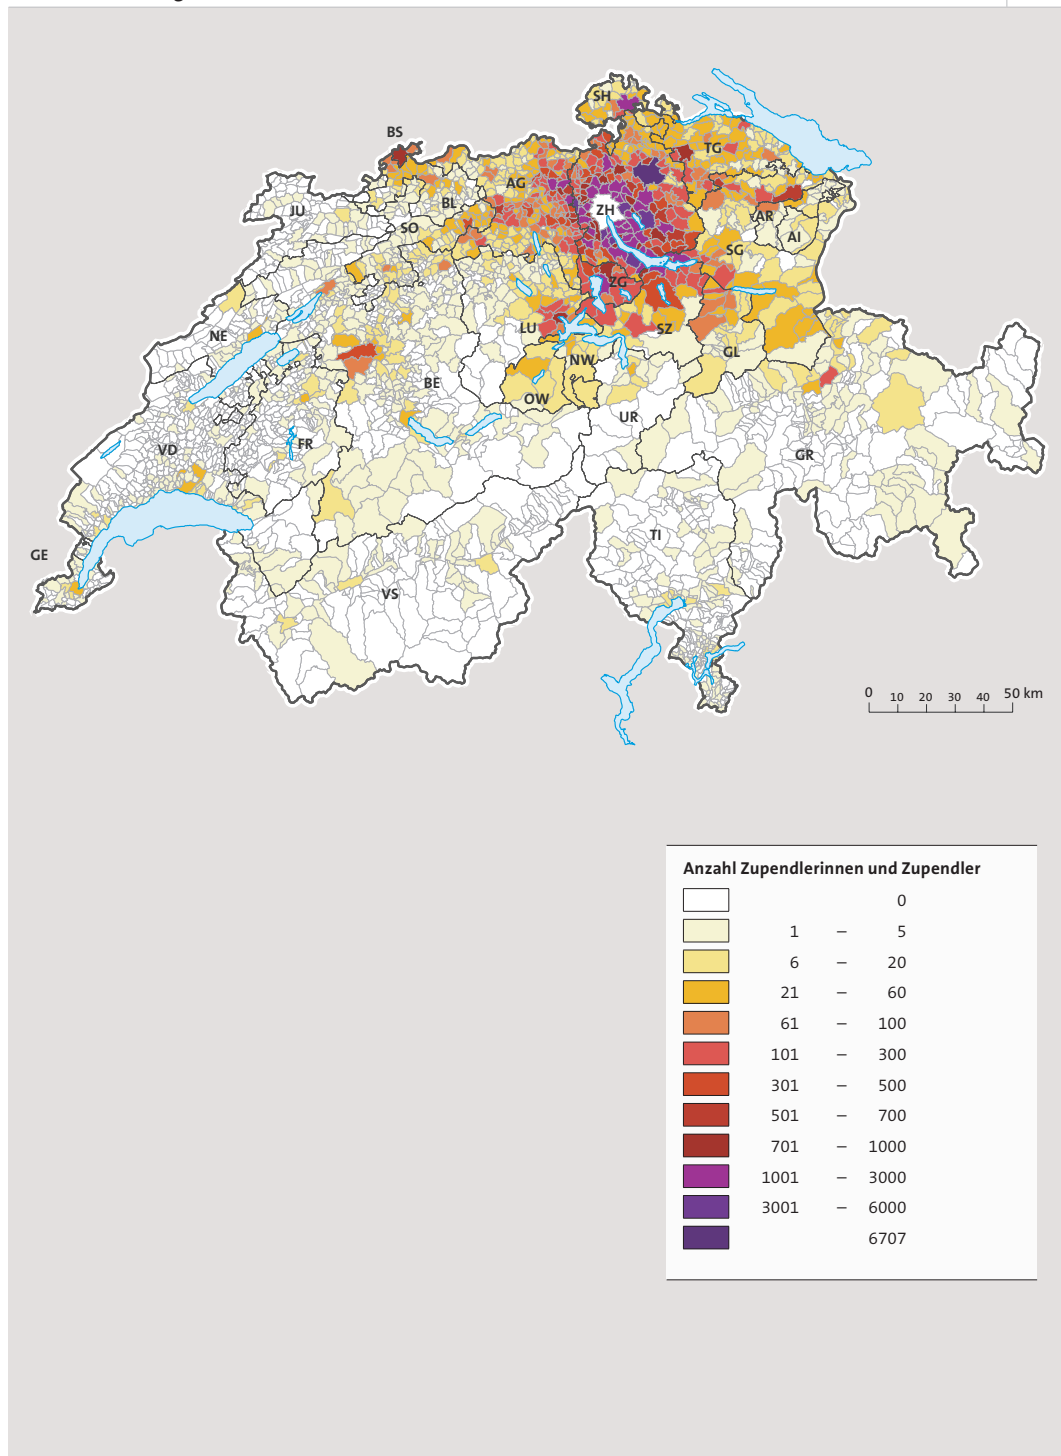 SH
BS
TG
AG
JU
BL
ZH
AR
SO
AI
SG
ZG
NE
LU
SZ
NW
GL
BE
OW
UR
FR
VD
GR
TI
GE
VS
0 10 20 30 40 50 km
Anzahl Zupendlerinnen und Zupendler
0
1 – 5
6 – 20
21 – 60
61 – 100
101 – 300
301 – 500
501 – 700
701 – 1000
1001 – 3000
3001 – 6000
6707